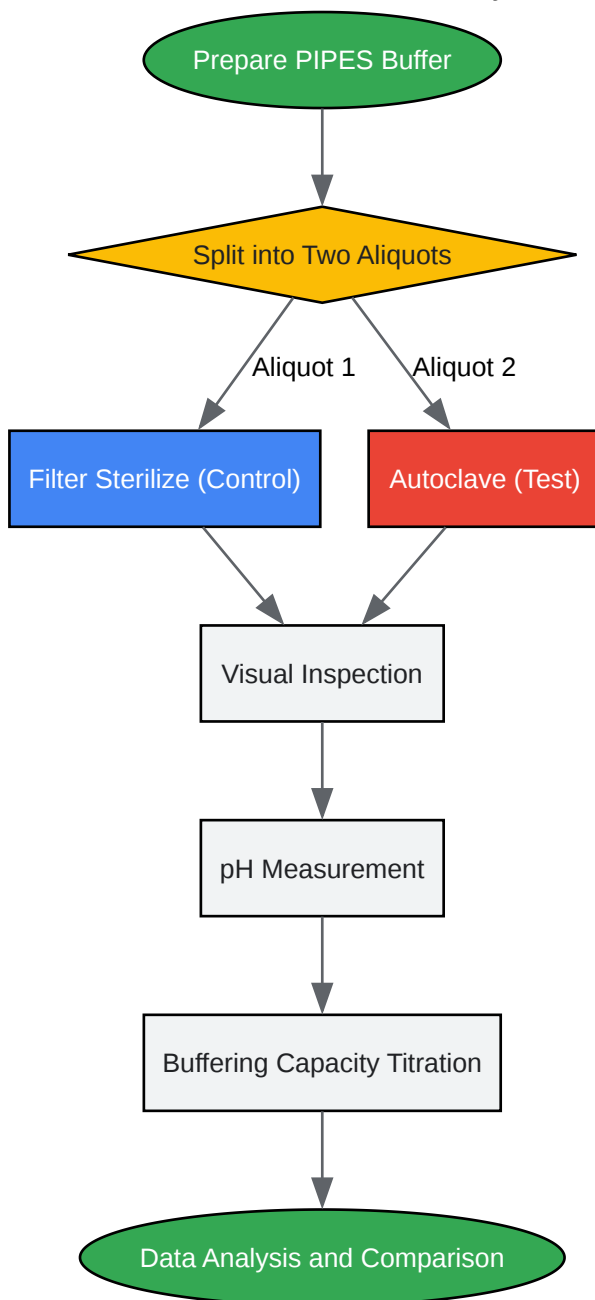 Prepare PIPES Buffer
Split into Two Aliquots
Aliquot 1
Aliquot 2
Filter Sterilize (Control)
Autoclave (Test)
Visual Inspection
pH Measurement
Buffering Capacity Titration
Data Analysis and Comparison